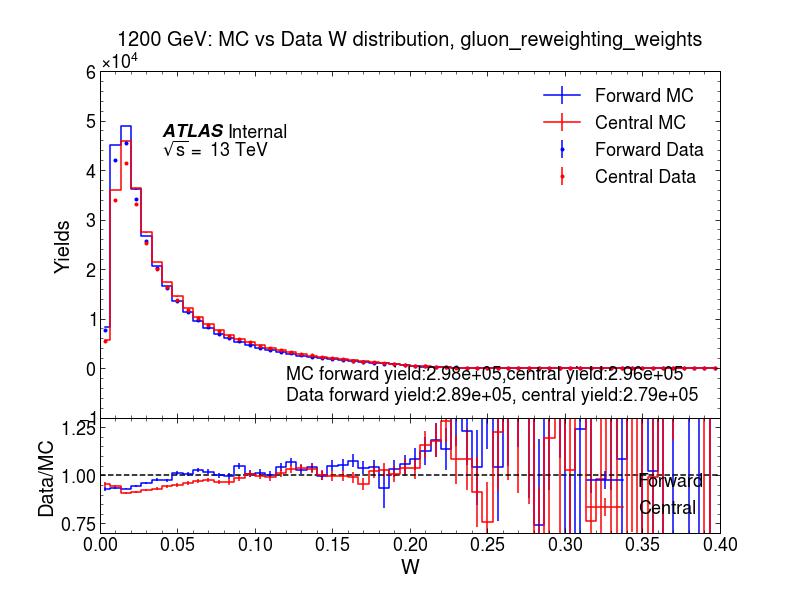 1200 GeV: MC vs Data W distribution, gluon_reweighting_weights
×10⁴
6
5
4
3
2
1
0
Yields
ATLAS Internal
√s = 13 TeV
Forward MC
Central MC
Forward Data
Central Data
MC forward yield:2.98e+05,central yield:2.96e+05
Data forward yield:2.89e+05, central yield:2.79e+05
1.25
1.00
0.75
Data/MC
Forward
Central
0.00 0.05 0.10 0.15 0.20 0.25 0.30 0.35 0.40
W